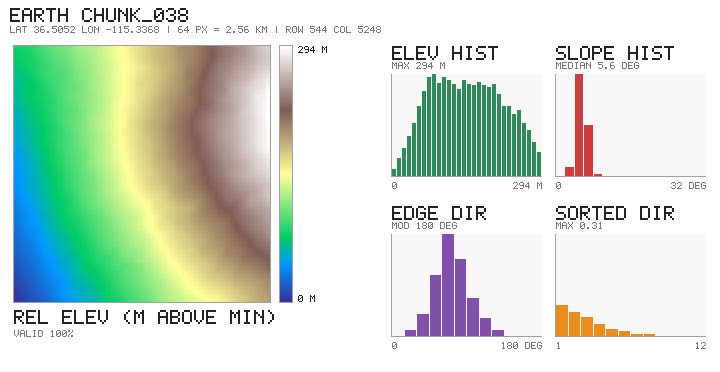 EARTH CHUNK_038
LAT 36.5052 LON -115.3368 | 64 PX = 2.56 KM | ROW 544 COL 5248
294 M
0 M
REL ELEV (M ABOVE MIN)
VALID 100%
ELEV HIST
MAX 294 M
0 294 M
SLOPE HIST
MEDIAN 5.6 DEG
0 32 DEG
EDGE DIR
MOD 180 DEG
0 180 DEG
SORTED DIR
MAX 0.31
1 12